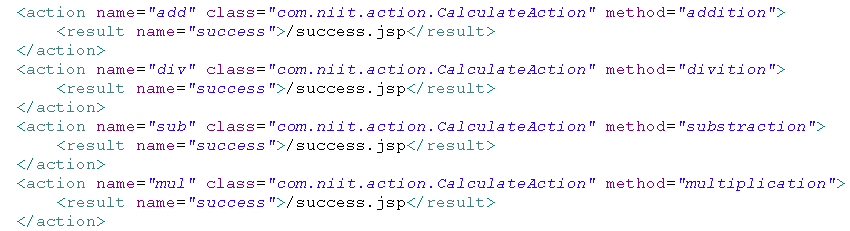 <action name="add" class="com.niit.action.CalculateAction" method="addition">
    <result name="success">/success.jsp</result>
</action>
<action name="div" class="com.niit.action.CalculateAction" method="divition">
    <result name="success">/success.jsp</result>
</action>
<action name="sub" class="com.niit.action.CalculateAction" method="substraction">
    <result name="success">/success.jsp</result>
</action>
<action name="mul" class="com.niit.action.CalculateAction" method="multiplication">
    <result name="success">/success.jsp</result>
</action>